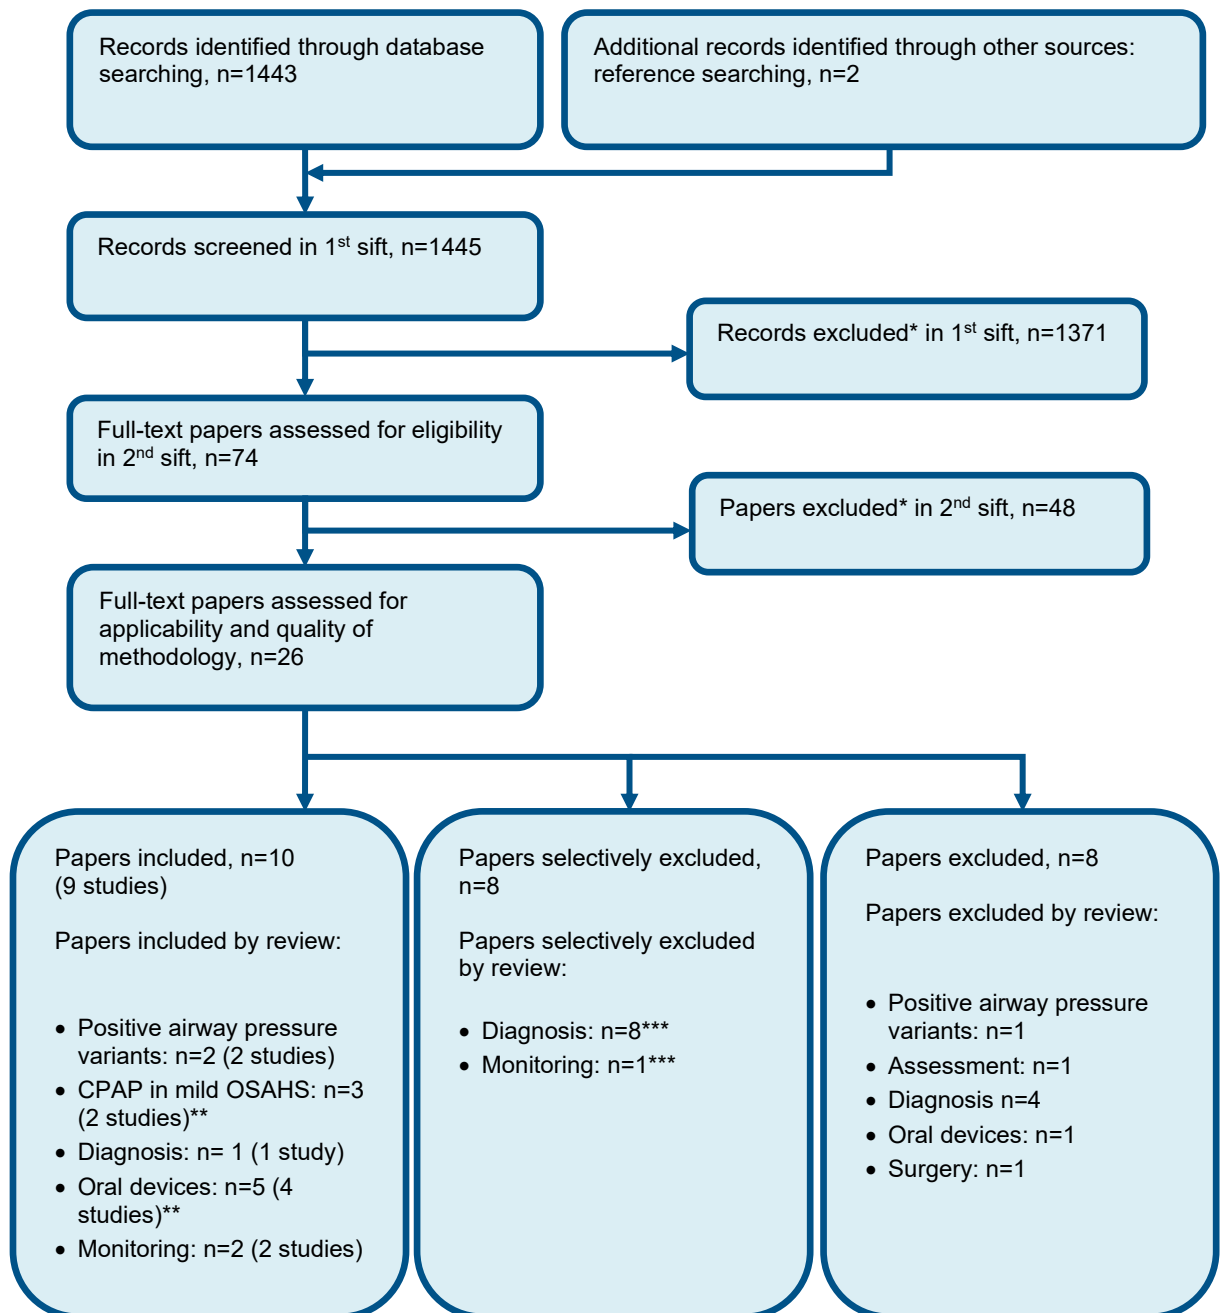 Records identified through database
searching, n=1443
Additional records identified through other sources:
reference searching, n=2
Records screened in 1st sift, n=1445
Records excluded* in 1st sift, n=1371
Full-text papers assessed for eligibility
in 2nd sift, n=74
Papers excluded* in 2nd sift, n=48
Full-text papers assessed for
applicability and quality of
methodology, n=26
Papers included, n=10
(9 studies)
Papers included by review:
• Positive airway pressure
variants: n=2 (2 studies)
• CPAP in mild OSAHS: n=3
(2 studies)**
• Diagnosis: n= 1 (1 study)
• Oral devices: n=5 (4
studies)**
• Monitoring: n=2 (2 studies)
Papers selectively excluded,
n=8
Papers selectively excluded
by review:
• Diagnosis: n=8***
• Monitoring: n=1***
Papers excluded, n=8
Papers excluded by review:
• Positive airway pressure
variants: n=1
• Assessment: n=1
• Diagnosis n=4
• Oral devices: n=1
• Surgery: n=1